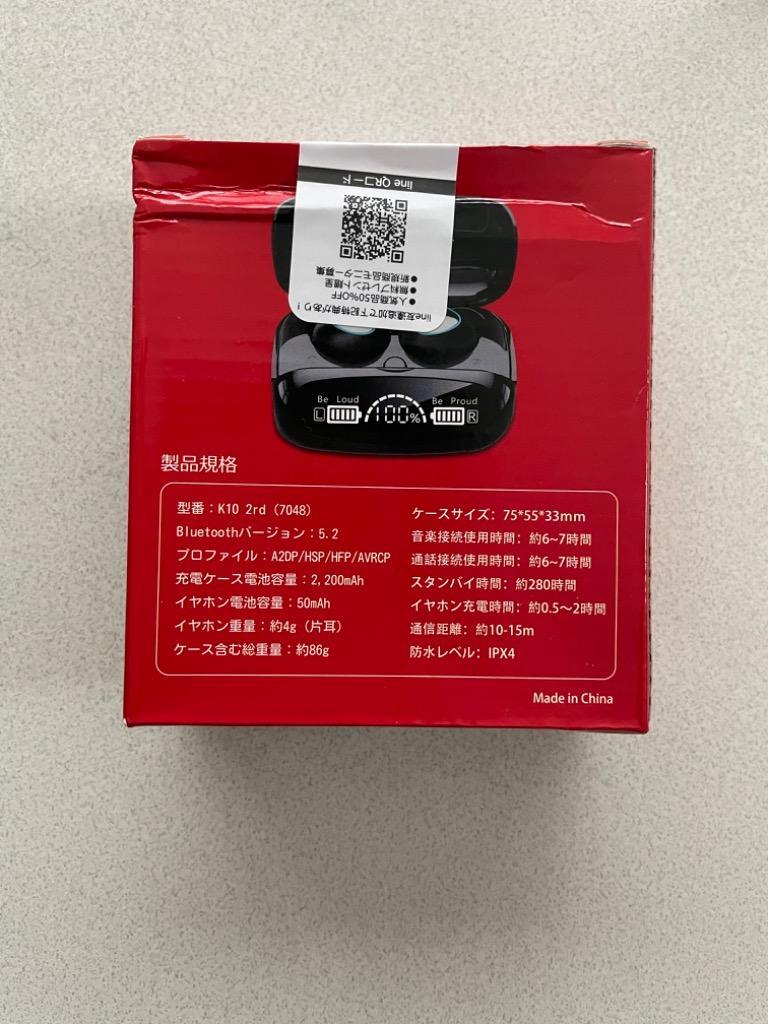 line QRコード
line友達追加で下記特典があり！
●人気商品50%OFF
●無料プレゼント贈呈
●新規商品モニター募集
Be Loud
Be Proud
L
100%
R
製品規格
型番：K10 2rd（7048）
Bluetoothバージョン：5.2
プロファイル：A2DP/HSP/HFP/AVRCP
充電ケース電池容量：2,200mAh
イヤホン電池容量：50mAh
イヤホン重量：約4g（片耳）
ケース含む総重量：約86g
ケースサイズ：75*55*33mm
音楽接続使用時間：約6~7時間
通話接続使用時間：約6~7時間
スタンバイ時間：約280時間
イヤホン充電時間：約0.5～2時間
通信距離：約10-15m
防水レベル：IPX4
Made in China